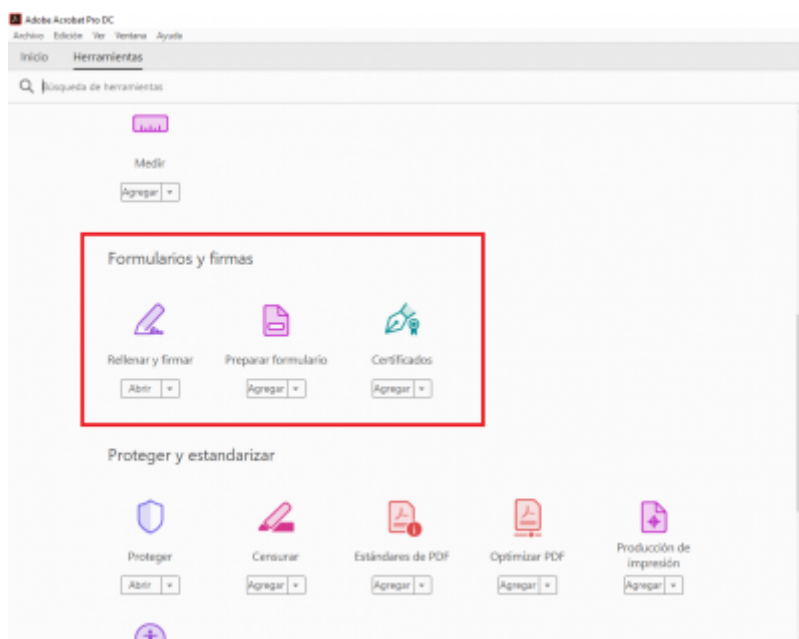 Adobe Acrobat Pro DC
Archivo Edición Ver Ventana Ayuda
Inicio Herramientas
Búsqueda de herramientas
Medir
Agregar
Formularios y firmas
Rellenar y firmar Preparar formulario Certificados
Abrir Agregar Agregar
Proteger y estandarizar
Proteger Censurar Estándares de PDF Optimizar PDF Producción de
impresión
Abrir Agregar Agregar Agregar Agregar